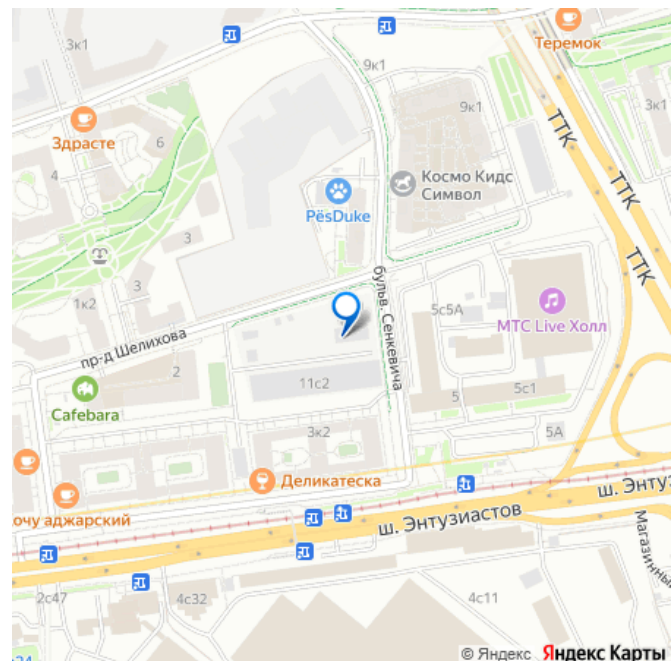 3к1
Теремок
9к1
3к1
9к1
ТТК
Здрасте
6
Космо Кидс
Символ
ТТК
PёsDuke
3
ТТК
3
бульв. Сенкевича
1к2
5с5А
МТС Live Холл
пр-д Шелихова
2
11с2
5с1
Cafebara
5
3к2
5А
Деликатеска
очу аджарский
ш. Энтузиастов
ш. Энту
Магазинны
2с47
4с32
4с11
© Яндекс Яндекс Карты